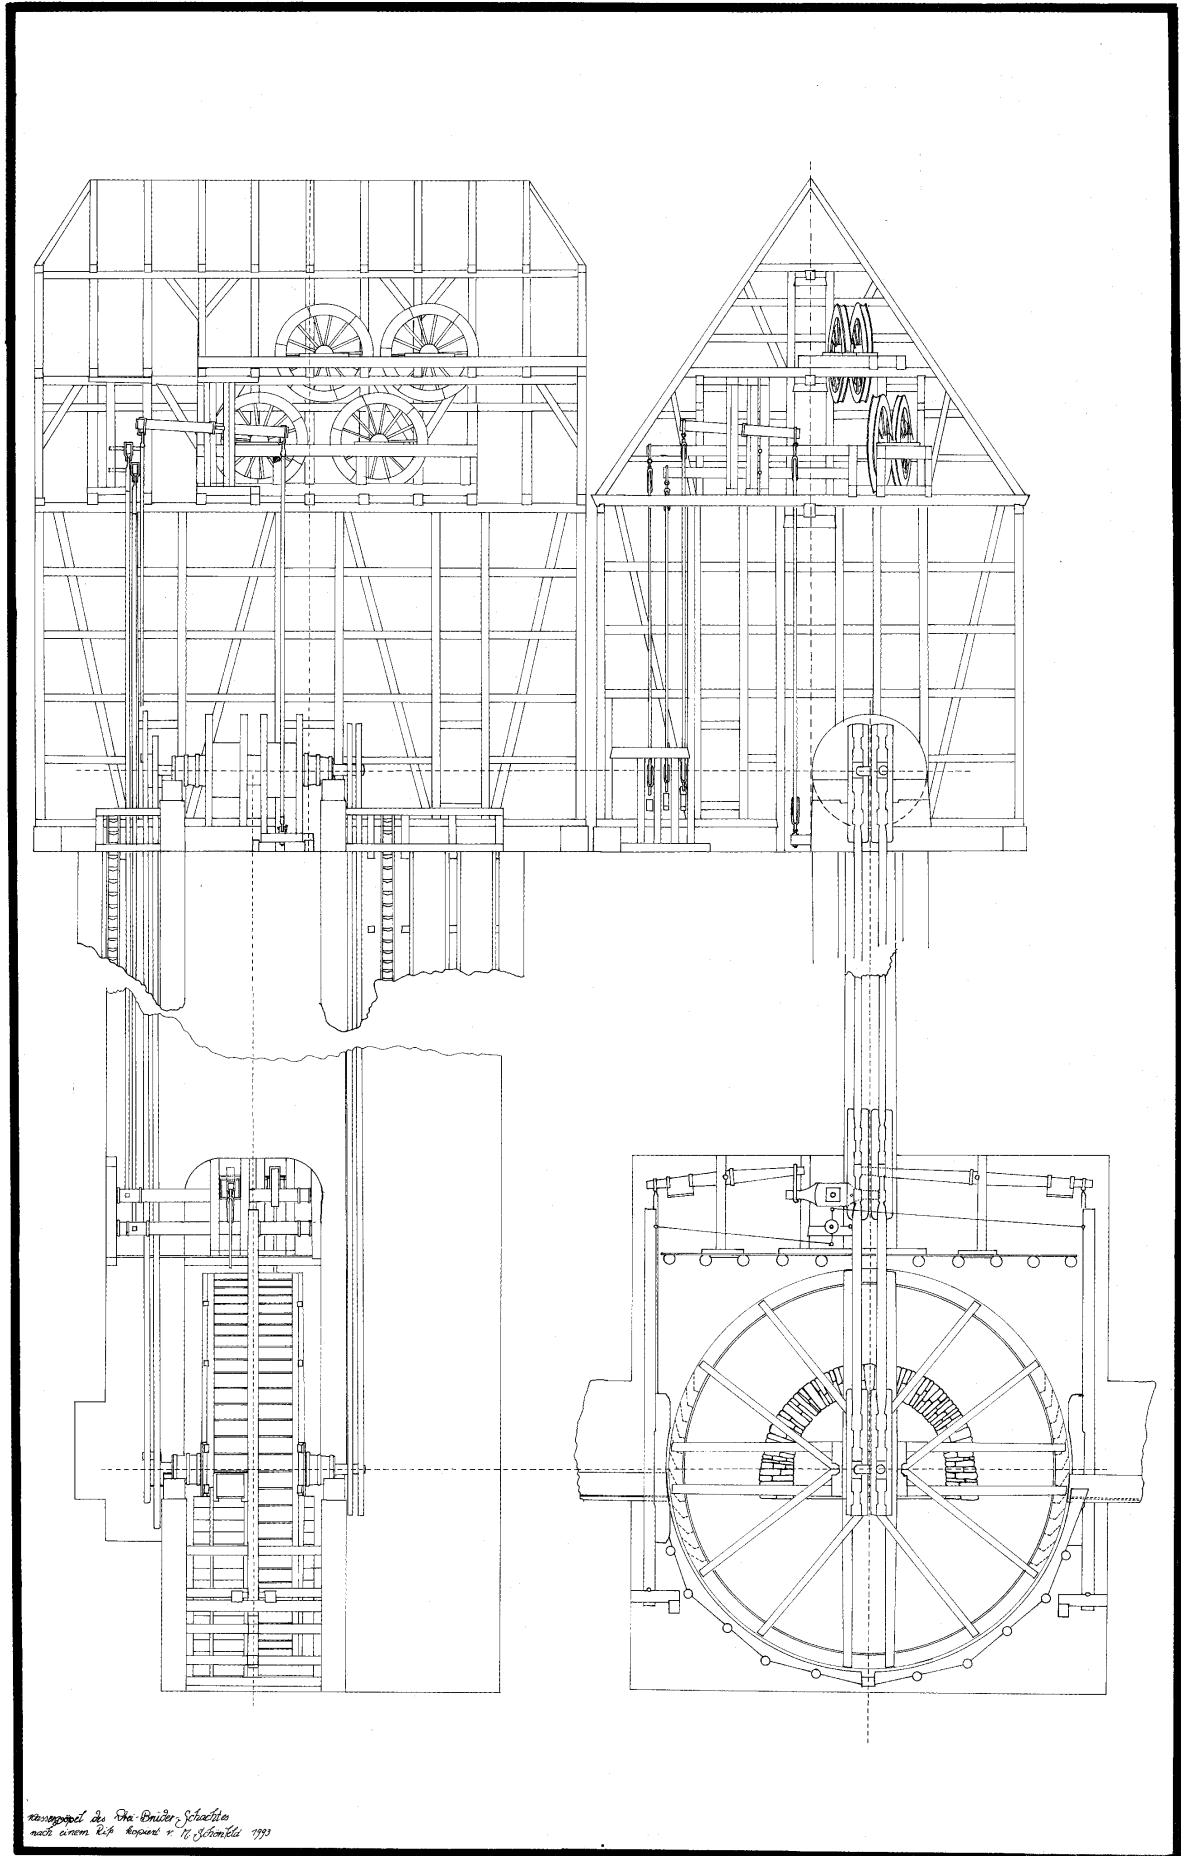 Wassergöpel des Drei-Brüder-Schachtes
nach einem Riß kopiert v. M. Schönfeld 1993